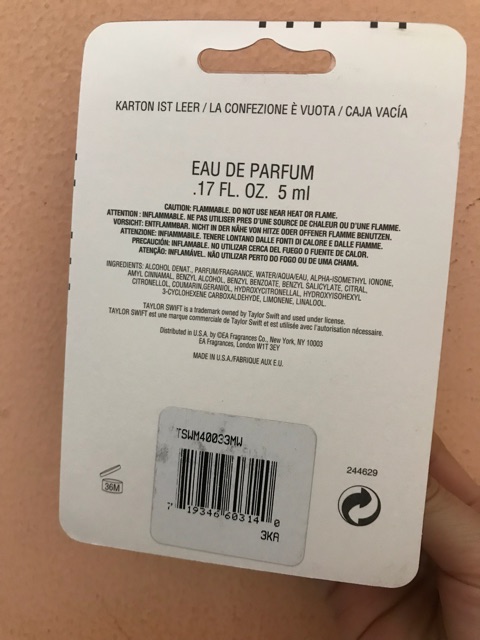 KARTON IST LEER / LA CONFEZIONE È VUOTA / CAJA VACÍA
EAU DE PARFUM
.17 FL. OZ. 5 ml
CAUTION: FLAMMABLE. DO NOT USE NEAR HEAT OR FLAME.
ATTENTION : INFLAMMABLE. NE PAS UTILISER PRES D'UNE SOURCE DE CHALEUR OU D'UNE FLAMME.
VORSICHT: ENTFLAMMBAR. NICHT IN DER NÄHE VON HITZE ODER OFFENER FLAMME BENUTZEN.
ATTENZIONE: INFIAMMABILE. TENERE LONTANO DALLE FONTI DI CALORE E DALLE FIAMME.
PRECAUCIÓN: INFLAMABLE. NO UTILIZAR CERCA DEL FUEGO O FUENTE DE CALOR.
ATENÇÃO: INFLAMÁVEL. NÃO UTILIZAR PERTO DO FOGO OU DE UMA CHAMA.
INGREDIENTS: ALCOHOL DENAT., PARFUM/FRAGRANCE, WATER/AQUA/EAU, ALPHA-ISOMETHYL IONONE,
AMYL CINNAMAL, BENZYL ALCOHOL, BENZYL BENZOATE, BENZYL SALICYLATE, CITRAL,
CITRONELLOL, COUMARIN,GERANIOL, HYDROXYCITRONELLAL, HYDROXYISOHEXYL
3-CYCLOHEXENE CARBOXALDEHYDE, LIMONENE, LINALOOL.
TAYLOR SWIFT is a trademark owned by Taylor Swift and used under license.
TAYLOR SWIFT est une marque commerciale de Taylor Swift et est utilisée avec l'autorisation nécessaire.
Distributed in U.S.A. by ©EA Fragrances Co., New York, NY 10003
EA Fragrances, London W1T 3EY
MADE IN U.S.A./FABRIQUE AUX E.U.
TSWM40033MW
7 19346 60314 0
3KA
36M
244629